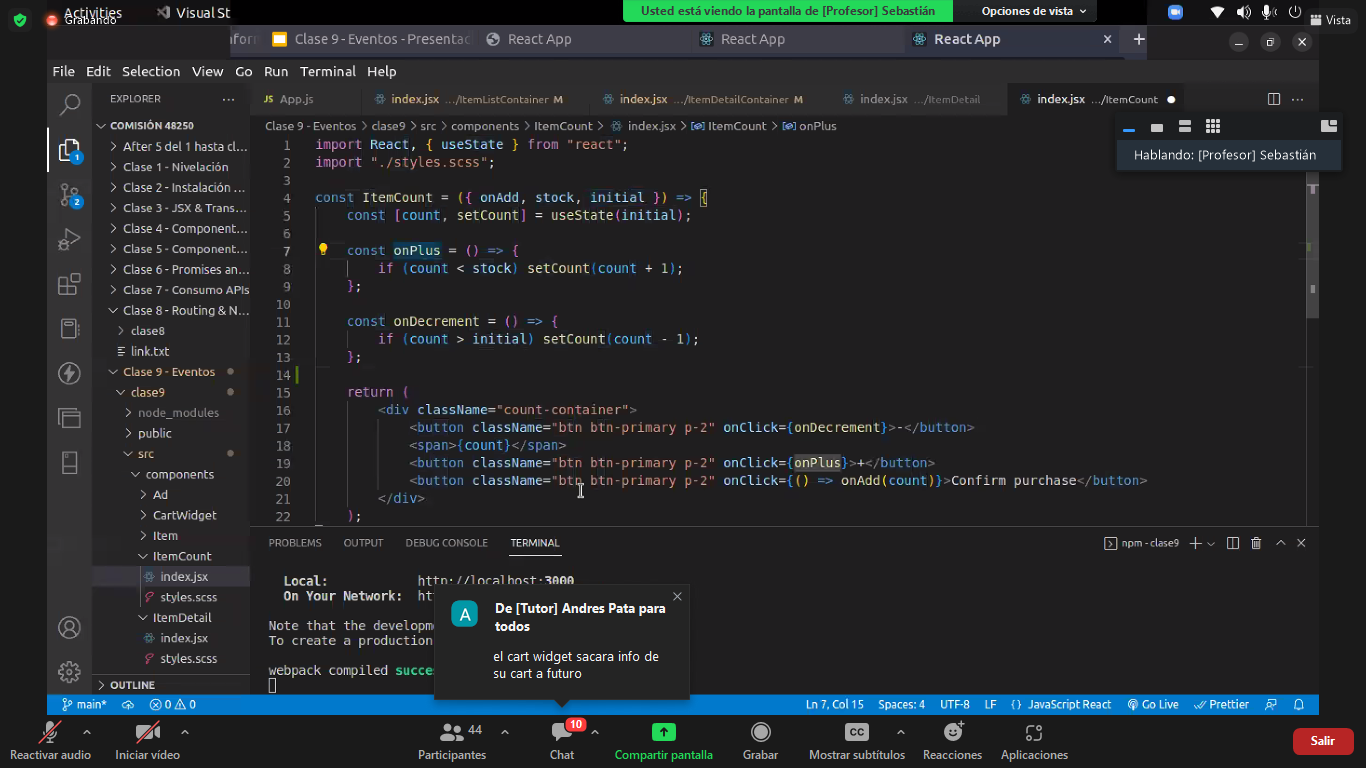 Activities
Visual St
Grabando
Usted está viendo la pantalla de [Profesor] Sebastián
Opciones de vista
Vista
Clase 9 - Eventos - Presentac
React App
React App
React App
File Edit Selection View Go Run Terminal Help
EXPLORER
App.js
index.jsx .../ItemListContainer M
index.jsx .../ItemDetailContainer M
index.jsx .../ItemDetail
index.jsx .../ItemCount
Hablando: [Profesor] Sebastián
COMISIÓN 48250
After 5 del 1 hasta cl...
Clase 1 - Nivelación
Clase 2 - Instalación ...
Clase 3 - JSX & Trans...
Clase 4 - Component...
Clase 5 - Component...
Clase 6 - Promises an...
Clase 7 - Consumo APIs
Clase 8 - Routing & N...
clase8
link.txt
Clase 9 - Eventos
clase9
node_modules
public
src
components
Ad
CartWidget
Item
ItemCount
index.jsx
styles.scss
ItemDetail
index.jsx
styles.scss
OUTLINE
1
2
Clase 9 - Eventos > clase9 > src > components > ItemCount > index.jsx > ItemCount > onPlus
1 import React, { useState } from "react";
2 import "./styles.scss";
3
4 const ItemCount = ({ onAdd, stock, initial }) => {
5 const [count, setCount] = useState(initial);
6
7 const onPlus = () => {
8 if (count < stock) setCount(count + 1);
9 };
10
11 const onDecrement = () => {
12 if (count > initial) setCount(count - 1);
13 };
14
15 return (
16 <div className="count-container">
17 <button className="btn btn-primary p-2" onClick={onDecrement}>-</button>
18 <span>{count}</span>
19 <button className="btn btn-primary p-2" onClick={onPlus}>+</button>
20 <button className="btn btn-primary p-2" onClick={() => onAdd(count)}>Confirm purchase</button>
21 </div>
22 );
PROBLEMS OUTPUT DEBUG CONSOLE TERMINAL
npm - clase9
Local: http://localhost:3000
On Your Network:
Note that the developm
To create a production
webpack compiled succes
A
De [Tutor] Andres Pata para
todos
el cart widget sacara info de
su cart a futuro
main* 0 0
Ln 7, Col 15 Spaces: 4 UTF-8 LF { } JavaScript React Go Live Prettier
44
10
CC
Reactivar audio
Iniciar vídeo
Participantes
Chat
Compartir pantalla
Grabar
Mostrar subtítulos
Reacciones
Aplicaciones
Salir